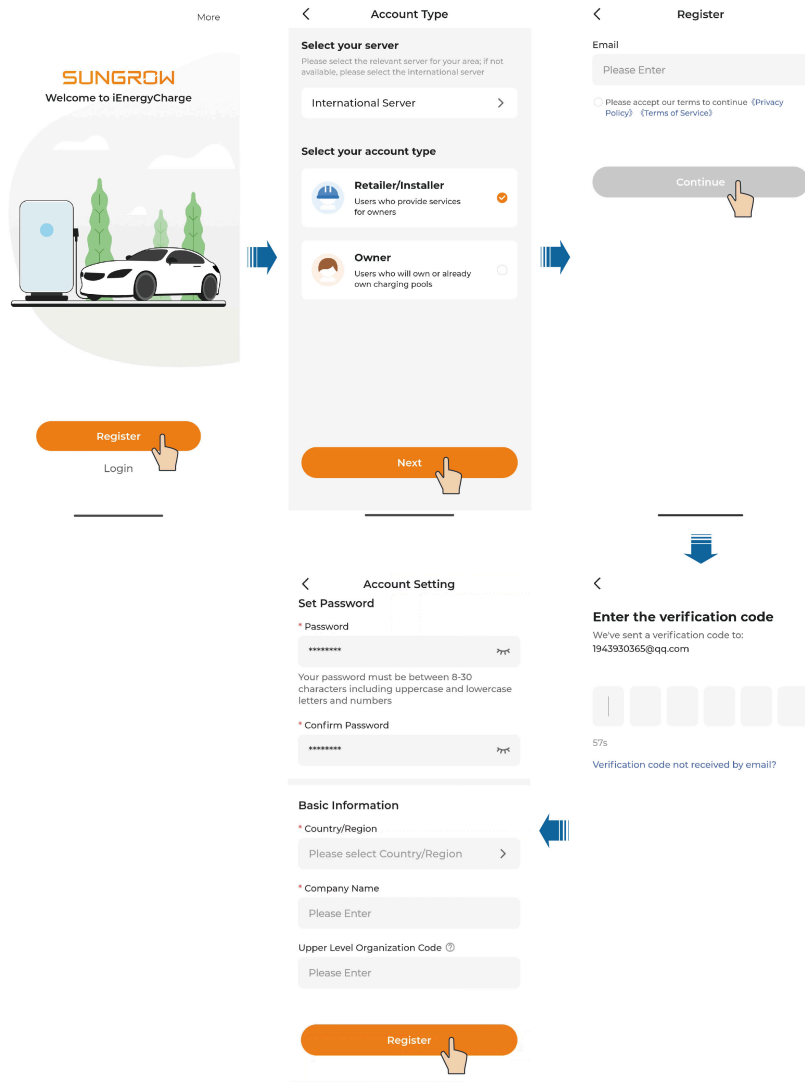 More
SUNGROW
Welcome to iEnergyCharge
Register
Login
Account Type
Select your server
Please select the relevant server for your area; if not
available, please select the international server
International Server
Select your account type
Retailer/Installer
Users who provide services
for owners
Owner
Users who will own or already
own charging pools
Next
Register
Email
Please Enter
Please accept our terms to continue 《Privacy
Policy》 《Terms of Service》
Continue
Enter the verification code
We've sent a verification code to:
1943930365@qq.com
57s
Verification code not received by email?
Account Setting
Set Password
* Password
********
Your password must be between 8-30
characters including uppercase and lowercase
letters and numbers
* Confirm Password
********
Basic Information
* Country/Region
Please select Country/Region
* Company Name
Please Enter
Upper Level Organization Code ?
Please Enter
Register